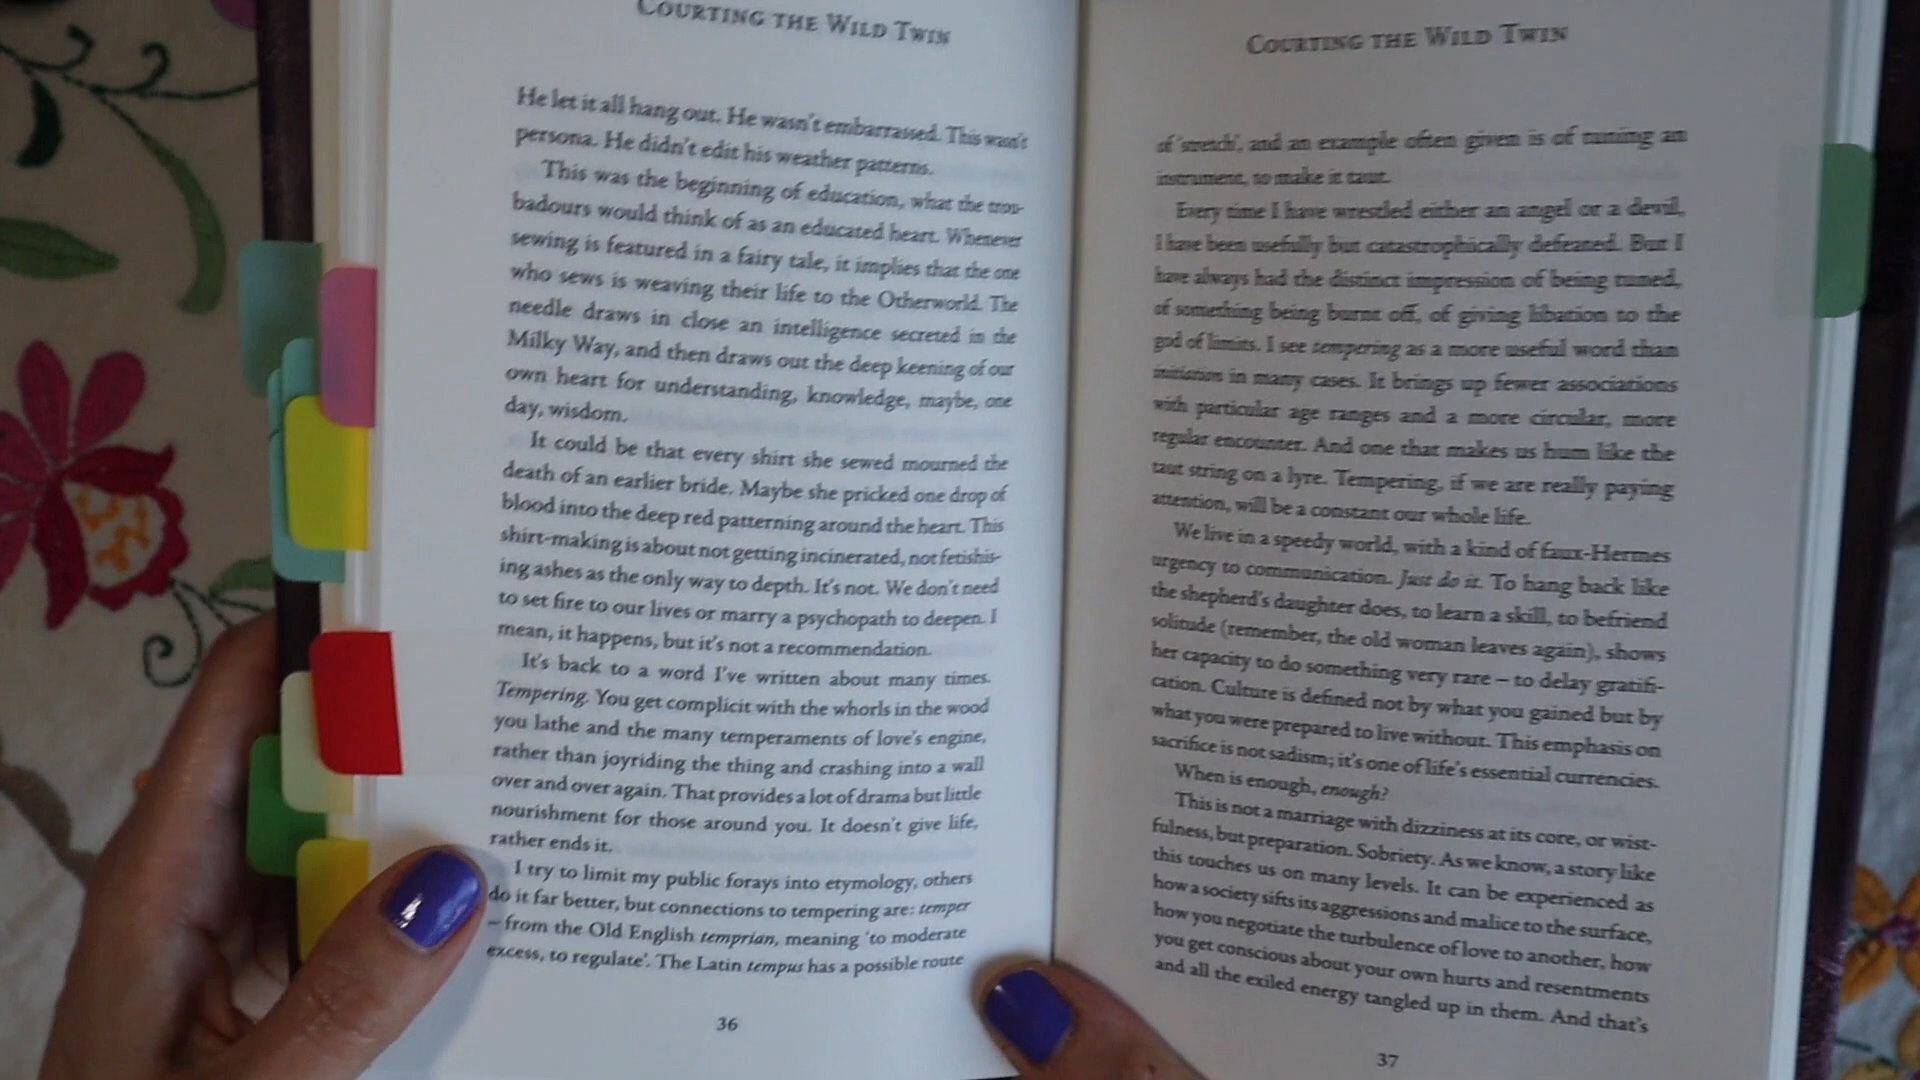 COURTING THE WILD TWIN
He let it all hang out. He wasn't embarrassed. This wasn't
persona. He didn't edit his weather patterns.
This was the beginning of education, what the trou-
badours would think of as an educated heart. Whenever
sewing is featured in a fairy tale, it implies that the one
who sews is weaving their life to the Otherworld. The
needle draws in close an intelligence secreted in the
Milky Way, and then draws out the deep keening of our
own heart for understanding, knowledge, maybe, one
day, wisdom.
It could be that every shirt she sewed mourned the
death of an earlier bride. Maybe she pricked one drop of
blood into the deep red patterning around the heart. This
shirt-making is about not getting incinerated, not fetishis-
ing ashes as the only way to depth. It's not. We don't need
to set fire to our lives or marry a psychopath to deepen. I
mean, it happens, but it's not a recommendation.
It's back to a word I've written about many times.
Tempering. You get complicit with the whorls in the wood
you lathe and the many temperaments of love's engine,
rather than joyriding the thing and crashing into a wall
over and over again. That provides a lot of drama but little
nourishment for those around you. It doesn't give life,
rather ends it.
I try to limit my public forays into etymology, others
do it far better, but connections to tempering are: temper
– from the Old English temprian, meaning 'to moderate
excess, to regulate'. The Latin tempus has a possible route
36
COURTING THE WILD TWIN
of 'stretch', and an example often given is of tuning an
instrument, to make it taut.
Every time I have wrestled either an angel or a devil,
I have been usefully but catastrophically defeated. But I
have always had the distinct impression of being tuned,
of something being burnt off, of giving libation to the
god of limits. I see tempering as a more useful word than
initiation in many cases. It brings up fewer associations
with particular age ranges and a more circular, more
regular encounter. And one that makes us hum like the
taut string on a lyre. Tempering, if we are really paying
attention, will be a constant our whole life.
We live in a speedy world, with a kind of faux-Hermes
urgency to communication. Just do it. To hang back like
the shepherd's daughter does, to learn a skill, to befriend
solitude (remember, the old woman leaves again), shows
her capacity to do something very rare – to delay gratifi-
cation. Culture is defined not by what you gained but by
what you were prepared to live without. This emphasis on
sacrifice is not sadism; it's one of life's essential currencies.
When is enough, enough?
This is not a marriage with dizziness at its core, or wist-
fulness, but preparation. Sobriety. As we know, a story like
this touches us on many levels. It can be experienced as
how a society sifts its aggressions and malice to the surface,
how you negotiate the turbulence of love to another, how
you get conscious about your own hurts and resentments
and all the exiled energy tangled up in them. And that's
37